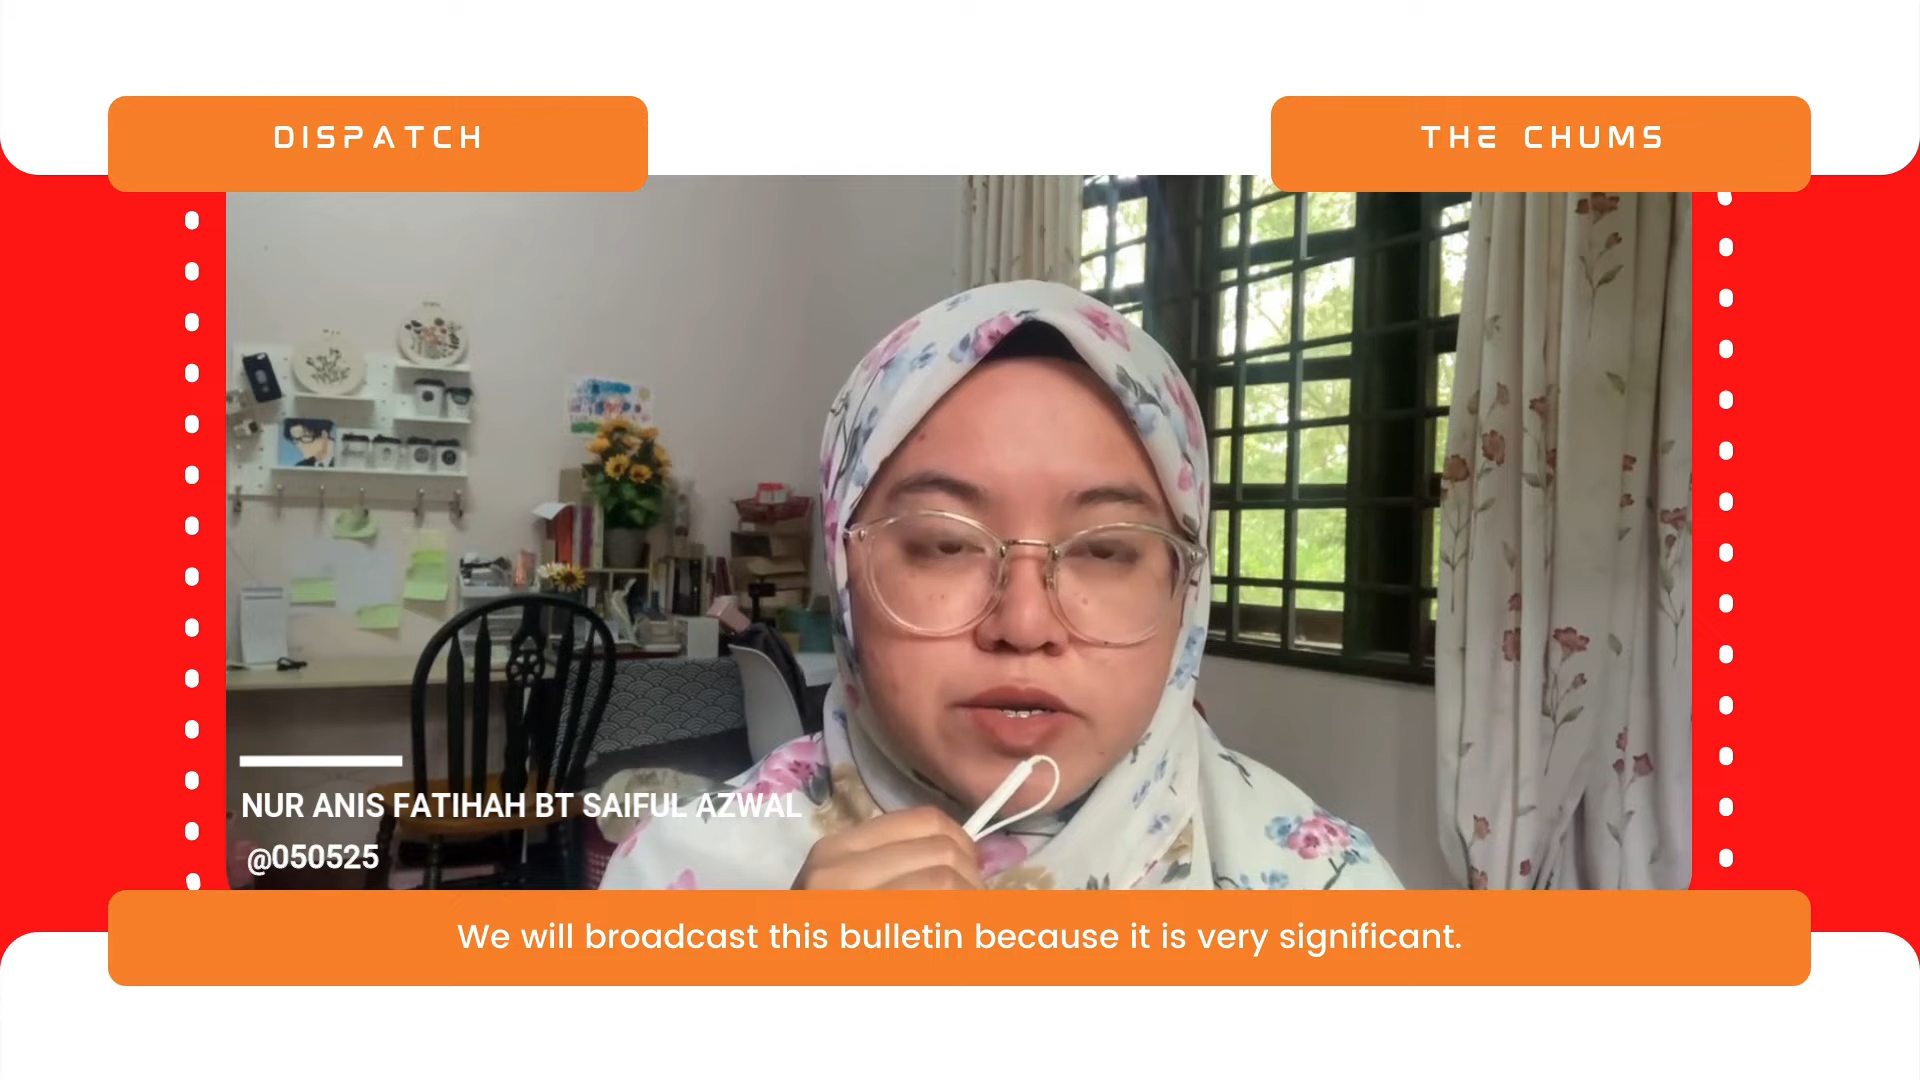 DISPATCH
THE CHUMS
NUR ANIS FATIHAH BT SAIFUL AZWAL
@050525
We will broadcast this bulletin because it is very significant.